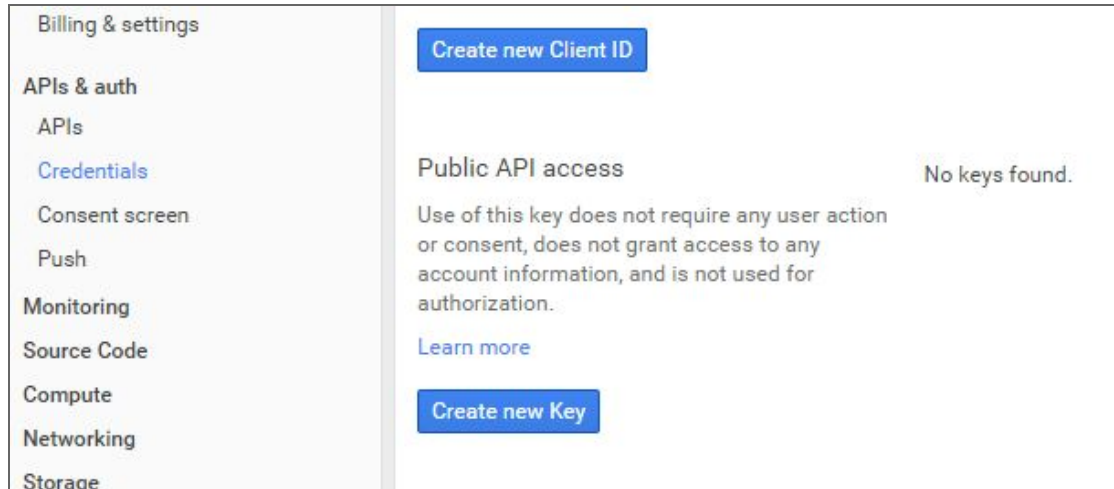 Billing & settings
APIs & auth
APIs
Credentials
Consent screen
Push
Monitoring
Source Code
Compute
Networking
Storage
Create new Client ID
Public API access
No keys found.
Use of this key does not require any user action
or consent, does not grant access to any
account information, and is not used for
authorization.
Learn more
Create new Key